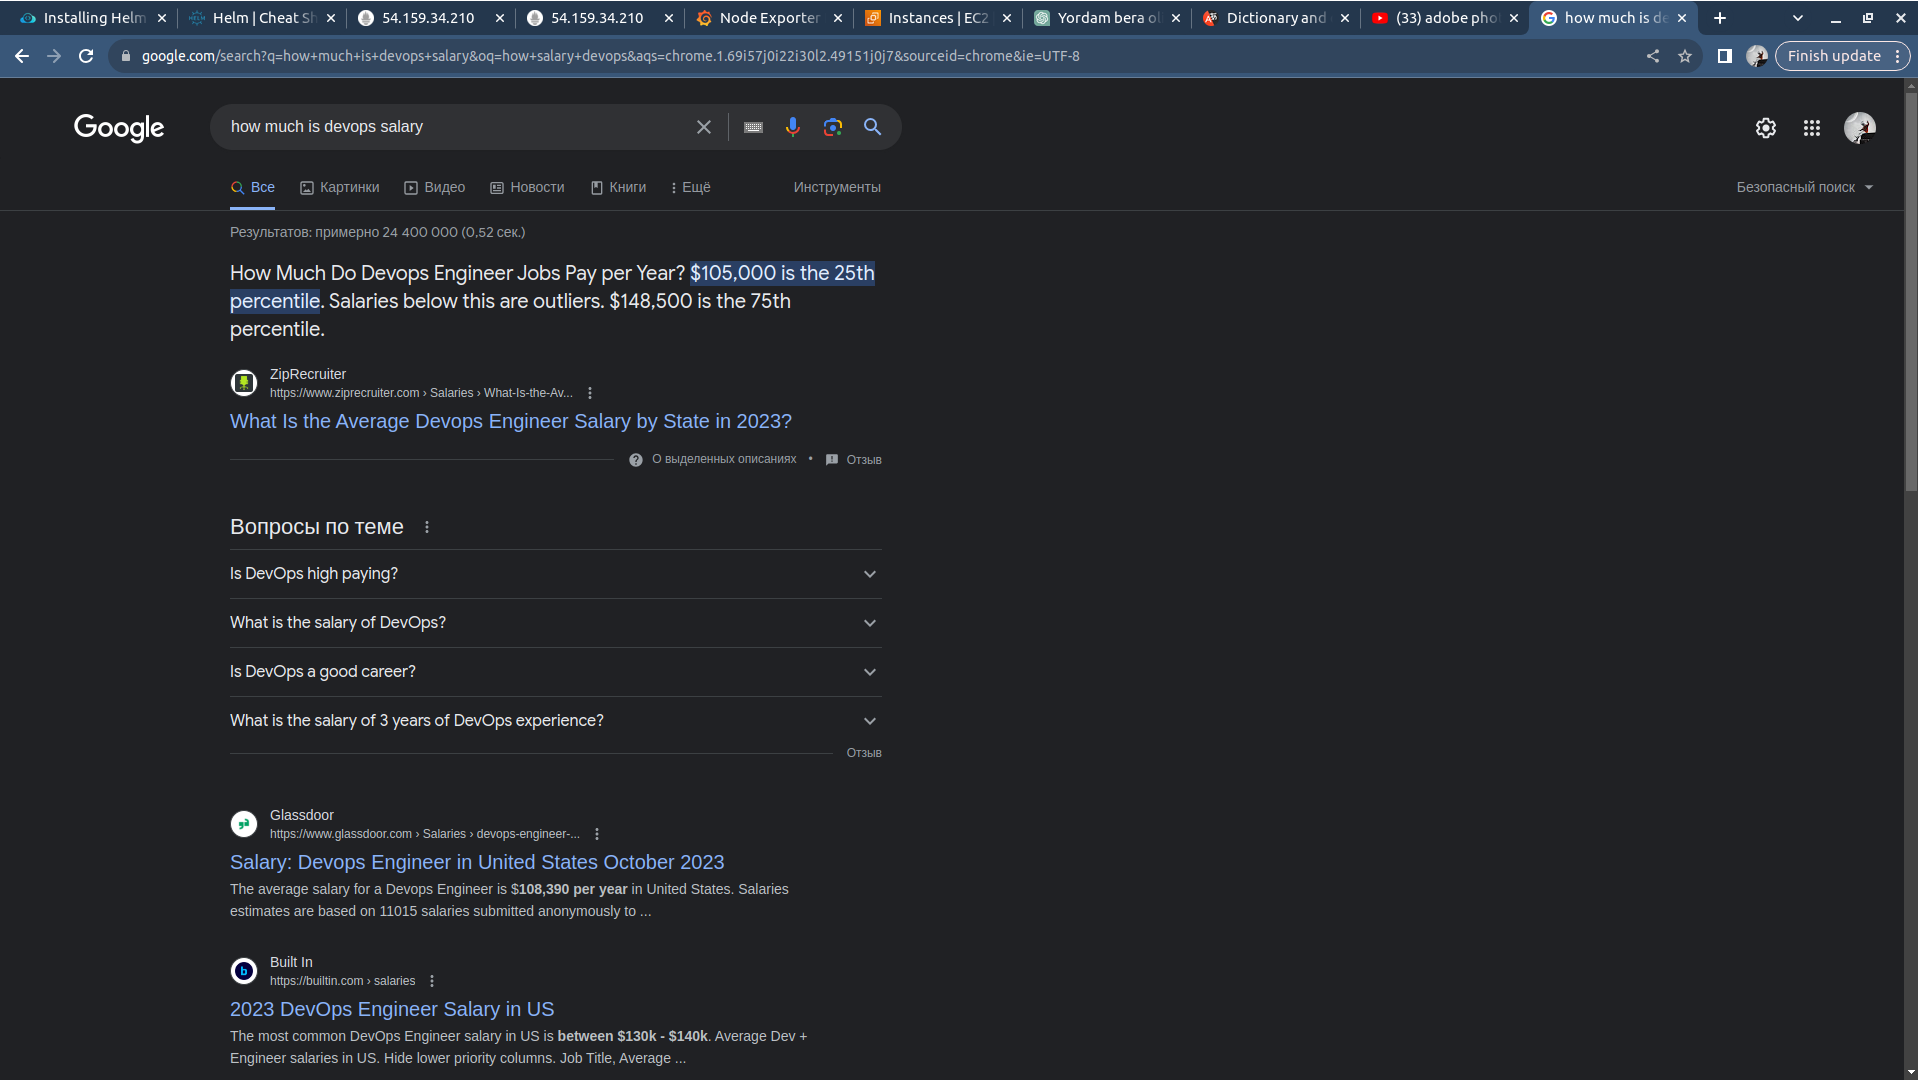 Installing Helm
Helm | Cheat Sh
54.159.34.210
54.159.34.210
Node Exporter
Instances | EC2
Yordam bera ol
Dictionary and
(33) adobe phot
how much is de
google.com/search?q=how+much+is+devops+salary&oq=how+salary+devops&aqs=chrome.1.69i57j0i22i30l2.49151j0j7&sourceid=chrome&ie=UTF-8
Finish update
Google
how much is devops salary
Все
Картинки
Видео
Новости
Книги
Ещё
Инструменты
Безопасный поиск
Результатов: примерно 24 400 000 (0,52 сек.)
How Much Do Devops Engineer Jobs Pay per Year? $105,000 is the 25th
percentile. Salaries below this are outliers. $148,500 is the 75th
percentile.
ZipRecruiter
https://www.ziprecruiter.com › Salaries › What-Is-the-Av...
What Is the Average Devops Engineer Salary by State in 2023?
О выделенных описаниях • Отзыв
Вопросы по теме
Is DevOps high paying?
What is the salary of DevOps?
Is DevOps a good career?
What is the salary of 3 years of DevOps experience?
Отзыв
Glassdoor
https://www.glassdoor.com › Salaries › devops-engineer-...
Salary: Devops Engineer in United States October 2023
The average salary for a Devops Engineer is $108,390 per year in United States. Salaries
estimates are based on 11015 salaries submitted anonymously to ...
Built In
https://builtin.com › salaries
2023 DevOps Engineer Salary in US
The most common DevOps Engineer salary in US is between $130k - $140k. Average Dev +
Engineer salaries in US. Hide lower priority columns. Job Title, Average ...